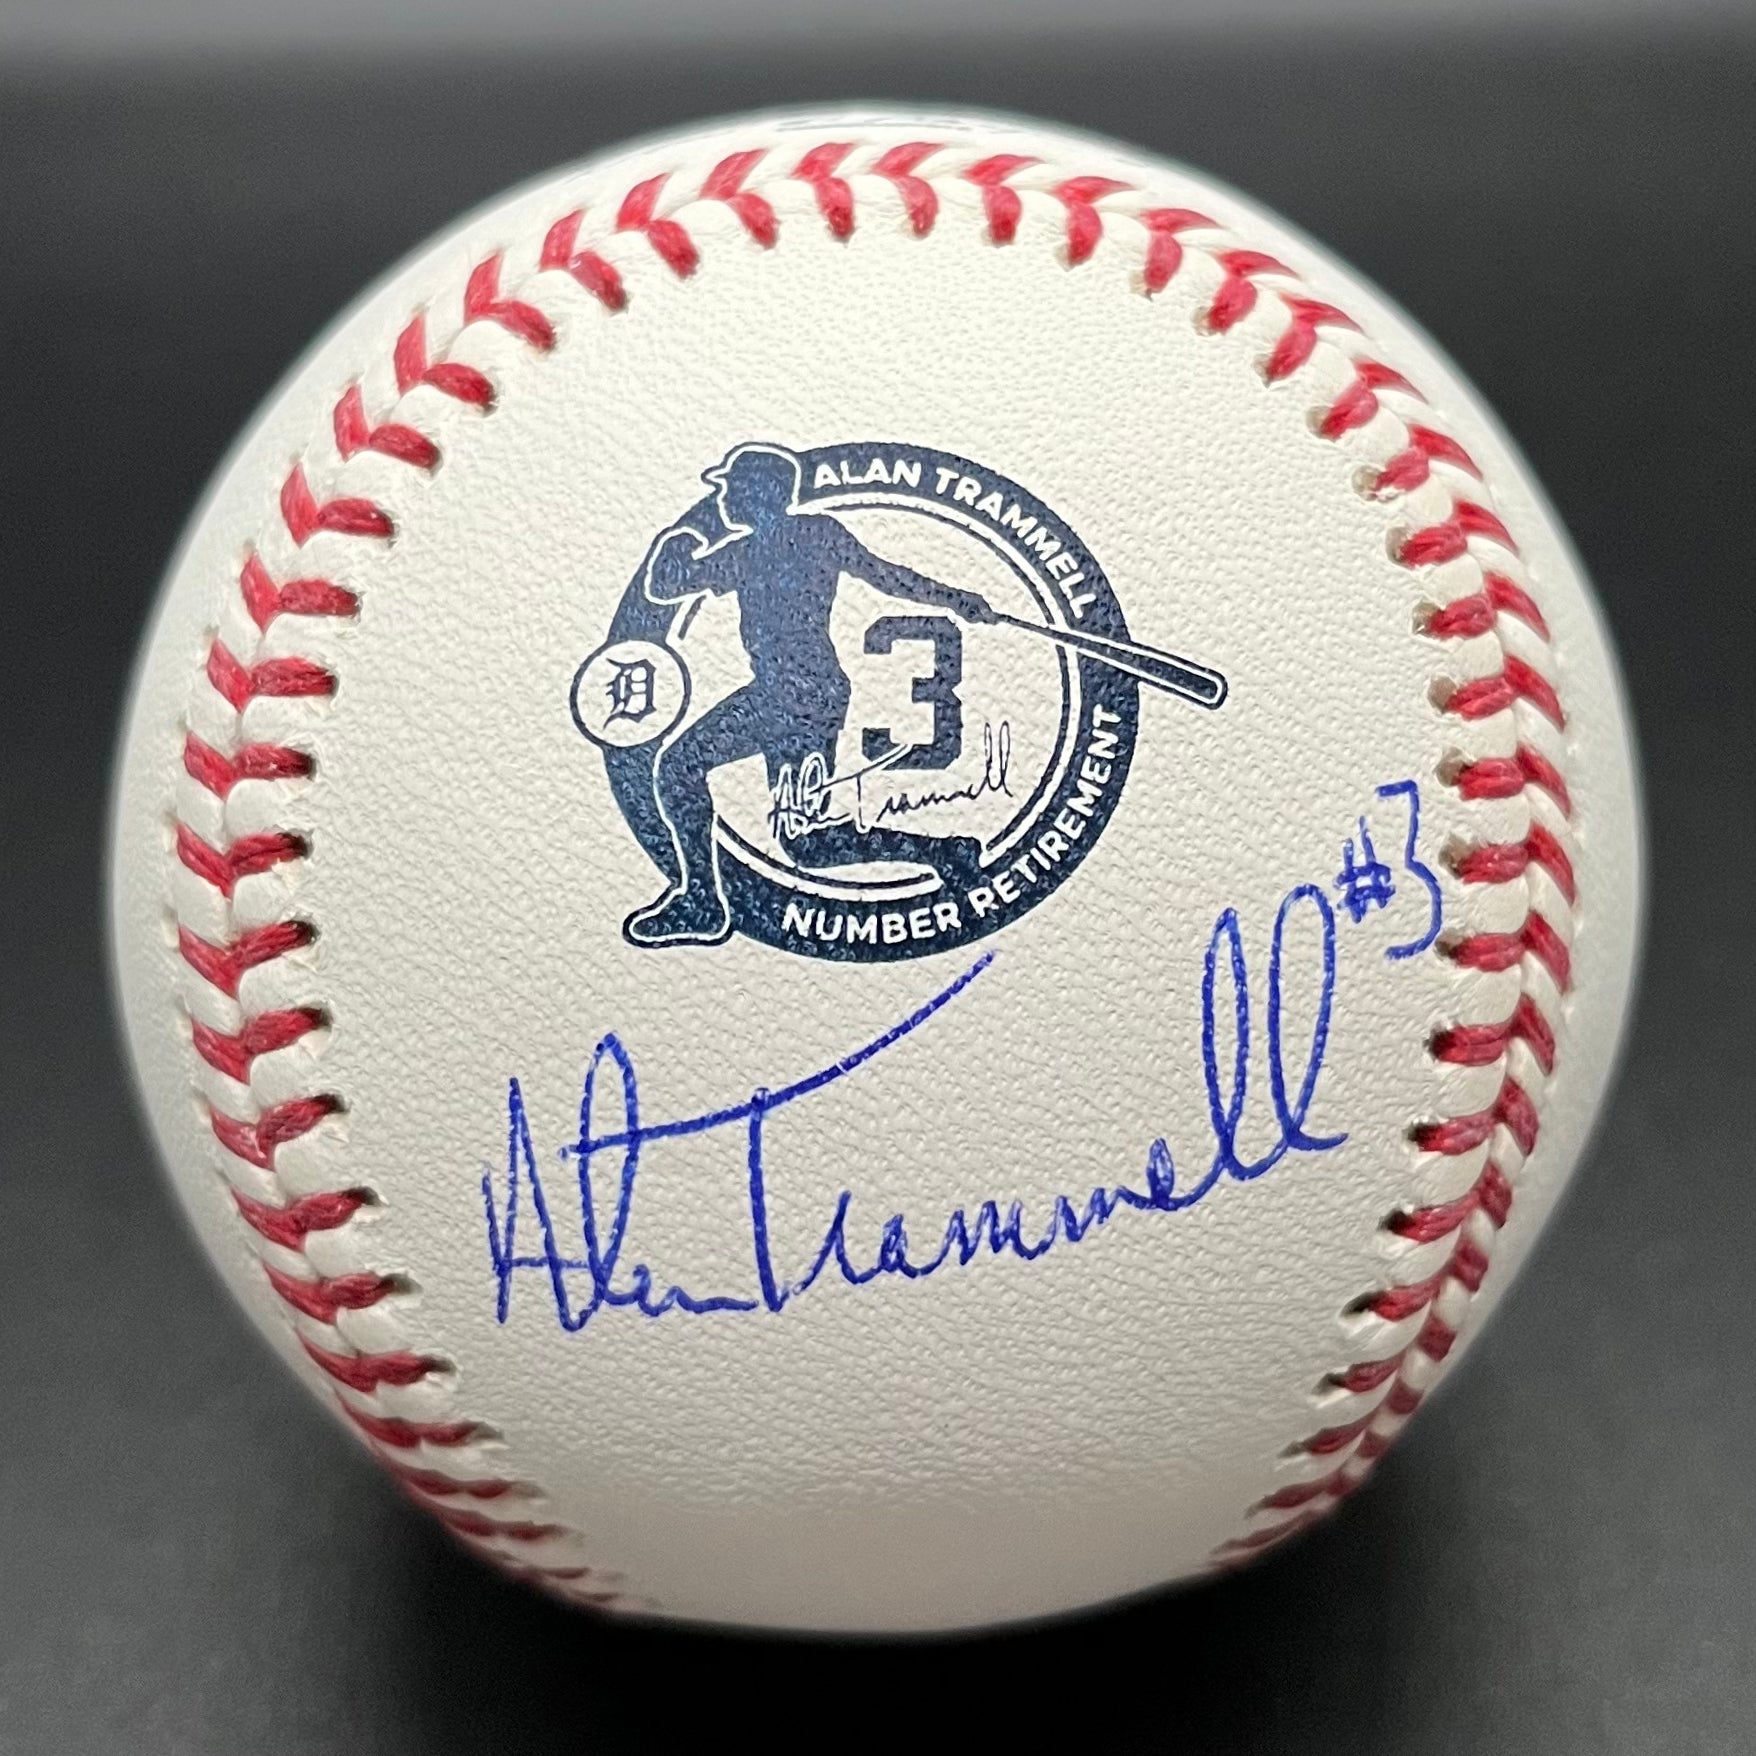 ALAN TRAMMELL
3
D
Alan Trammell
NUMBER RETIREMENT
Alan Trammell #3